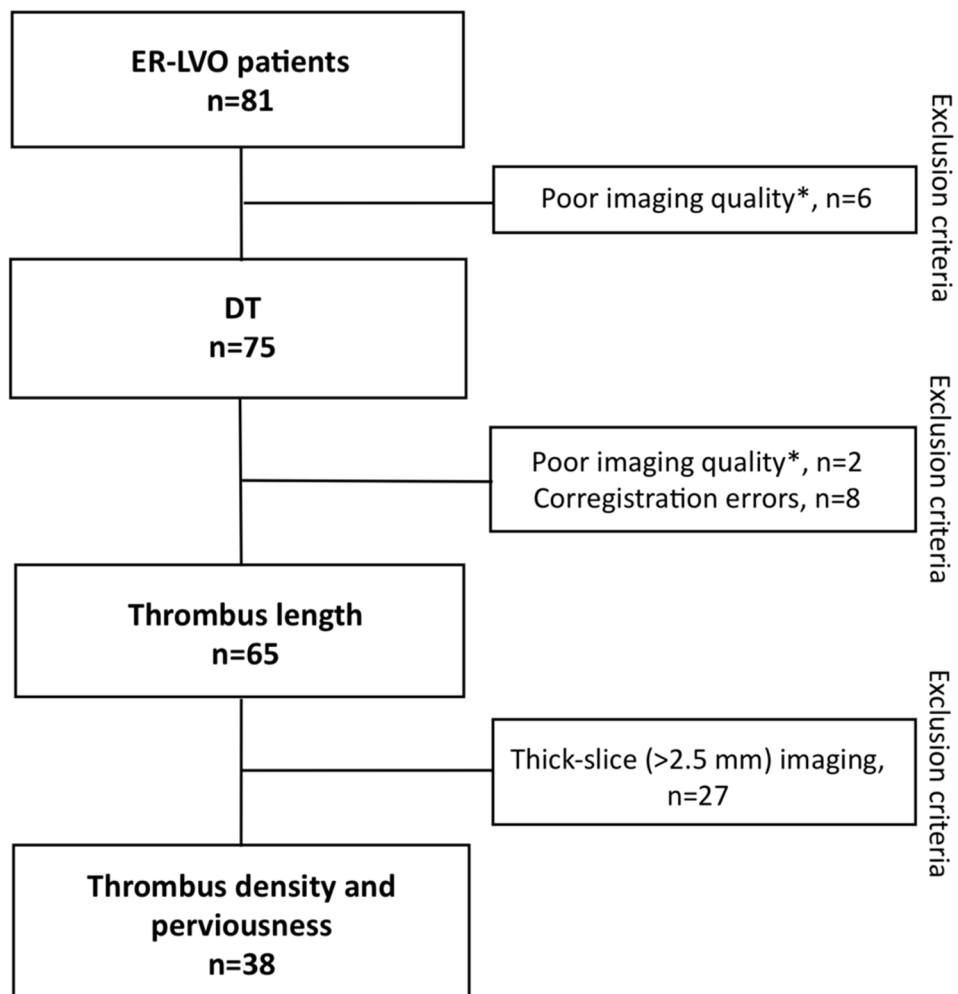 ER-LVO patients
n=81
Poor imaging quality*, n=6
Exclusion criteria
DT
n=75
Poor imaging quality*, n=2
Corregistration errors, n=8
Exclusion criteria
Thrombus length
n=65
Thick-slice (>2.5 mm) imaging,
n=27
Exclusion criteria
Thrombus density and
perviousness
n=38